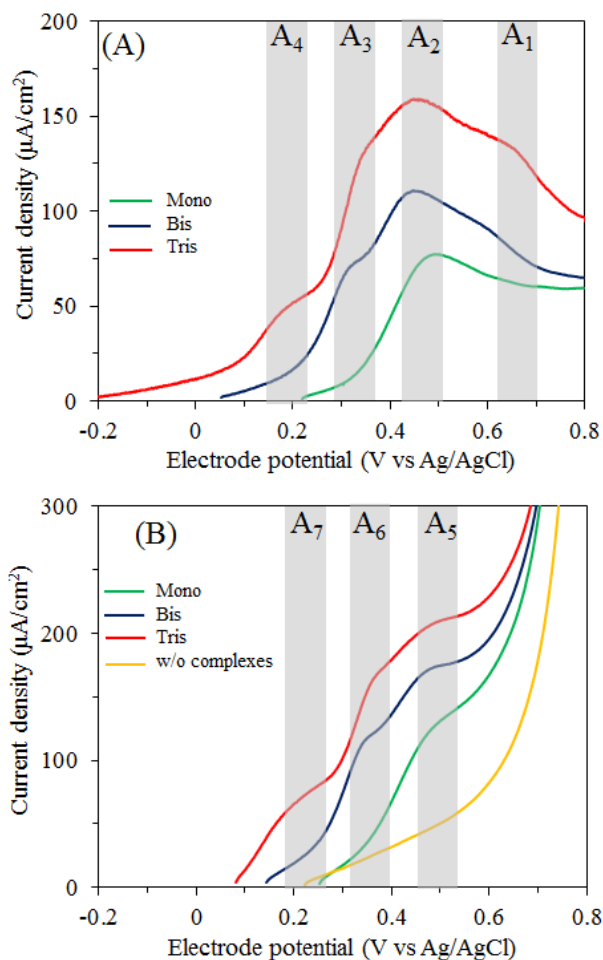 (A)
A₄ A₃ A₂ A₁
200
150
100
50
0
Current density (μA/cm²)
Mono
Bis
Tris
-0.2 0 0.2 0.4 0.6 0.8
Electrode potential (V vs Ag/AgCl)
(B)
A₇ A₆ A₅
300
200
100
0
Current density (μA/cm²)
Mono
Bis
Tris
w/o complexes
-0.2 0 0.2 0.4 0.6 0.8
Electrode potential (V vs Ag/AgCl)